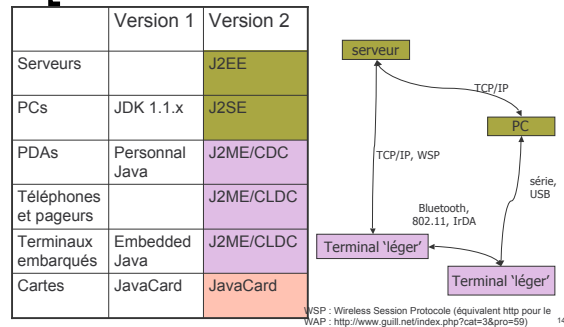 Version 1 Version 2
Serveurs J2EE
PCs JDK 1.1.x J2SE
PDAs Personnal Java J2ME/CDC
Téléphones et pageurs J2ME/CLDC
Terminaux embarqués Embedded Java J2ME/CLDC
Cartes JavaCard JavaCard
serveur
TCP/IP
PC
TCP/IP, WSP
série,
USB
Bluetooth,
802.11, IrDA
Terminal ‘léger’
Terminal ‘léger’
WSP : Wireless Session Protocole (équivalent http pour le
WAP : http://www.guill.net/index.php?cat=3&pro=59)
14